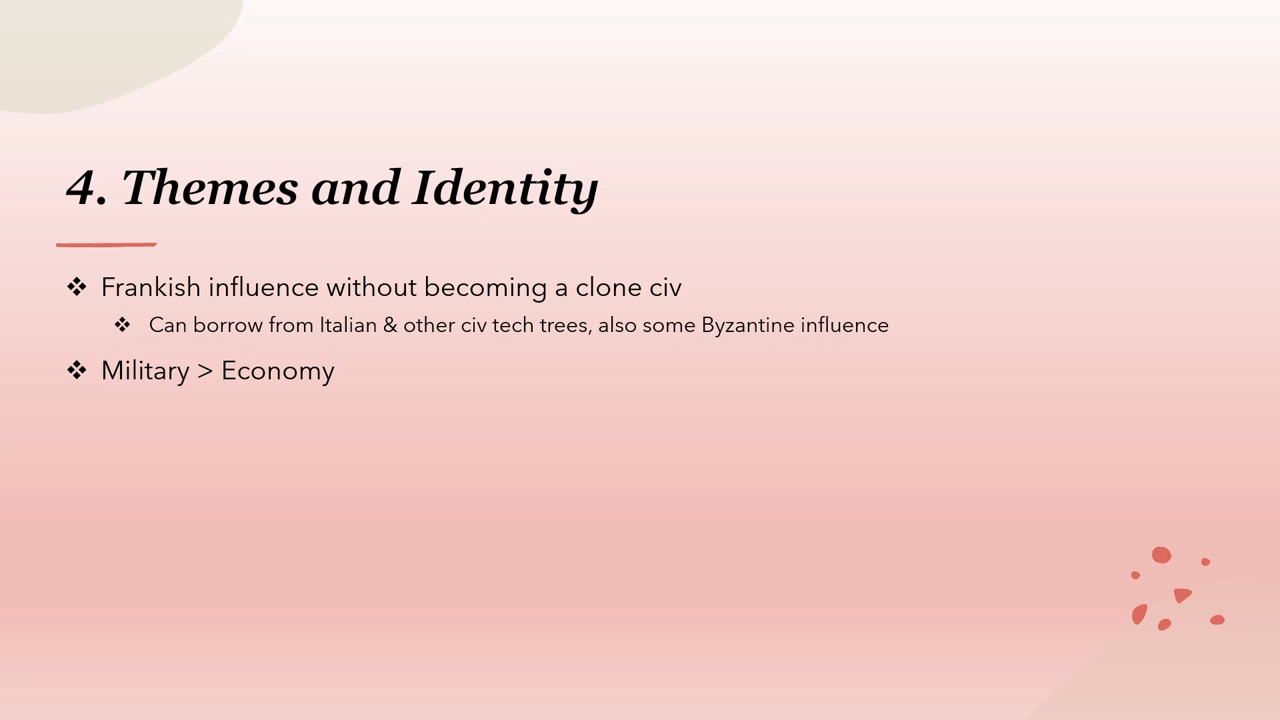 4. Themes and Identity
❖ Frankish influence without becoming a clone civ
❖ Can borrow from Italian & other civ tech trees, also some Byzantine influence
❖ Military > Economy